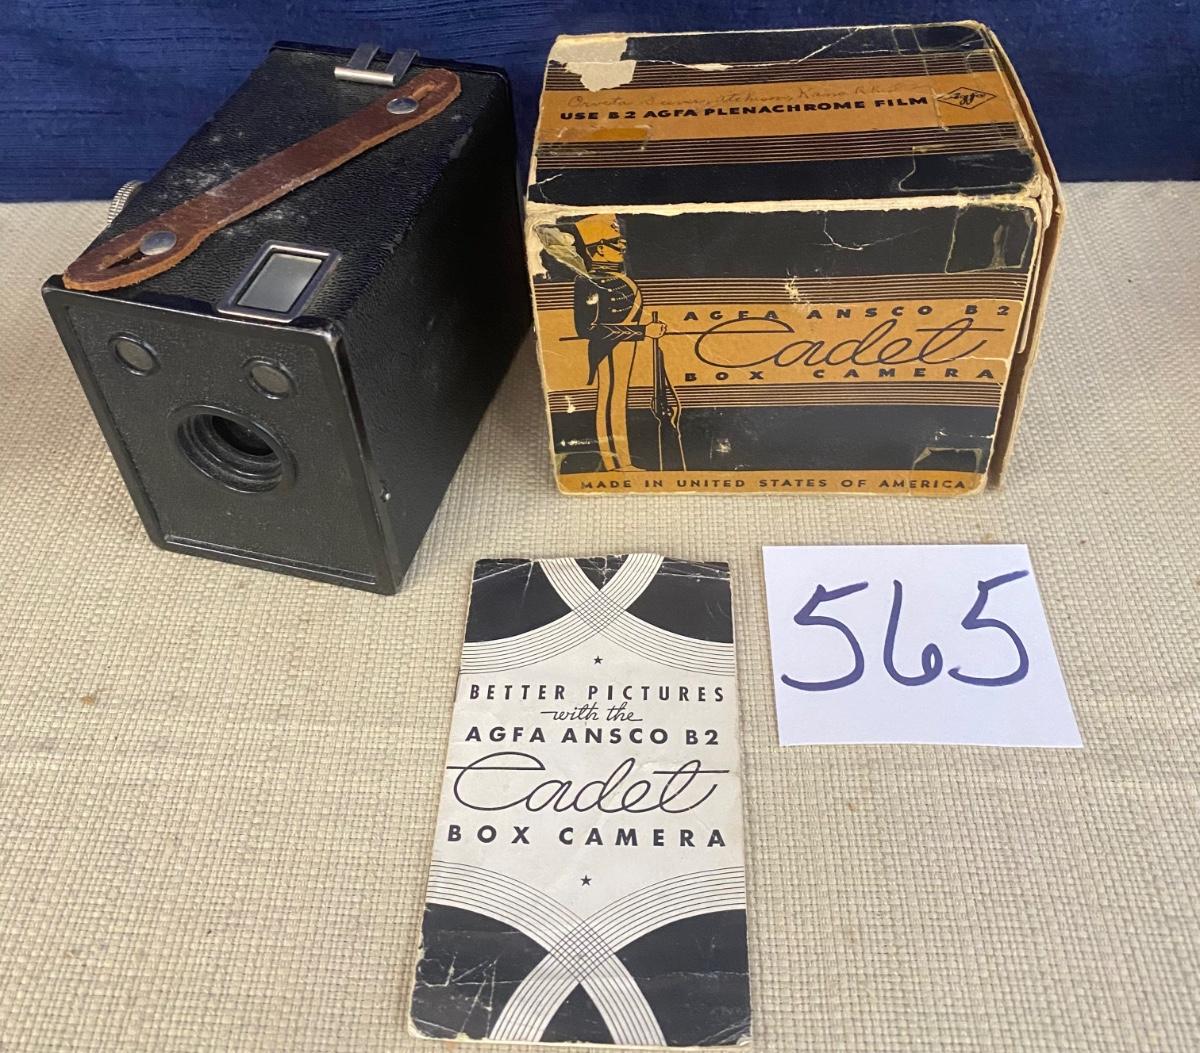 Agfa
USE B2 AGFA PLENACHROME FILM
AGFA ANSCO B2
Cadet
BOX CAMERA
MADE IN UNITED STATES OF AMERICA
BETTER PICTURES
with the
AGFA ANSCO B2
Cadet
BOX CAMERA
565